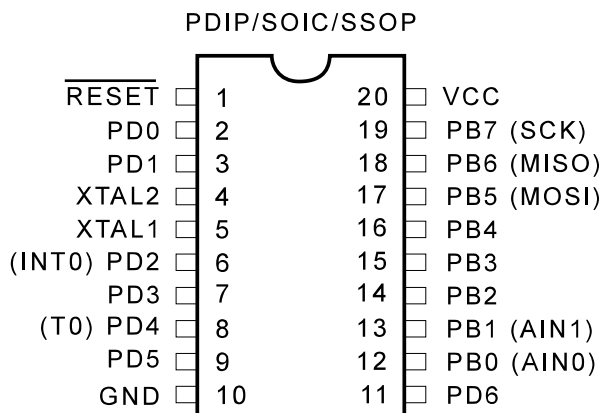 PDIP/SOIC/SSOP
RESET 1 20 VCC
PD0 2 19 PB7 (SCK)
PD1 3 18 PB6 (MISO)
XTAL2 4 17 PB5 (MOSI)
XTAL1 5 16 PB4
(INT0) PD2 6 15 PB3
PD3 7 14 PB2
(T0) PD4 8 13 PB1 (AIN1)
PD5 9 12 PB0 (AIN0)
GND 10 11 PD6